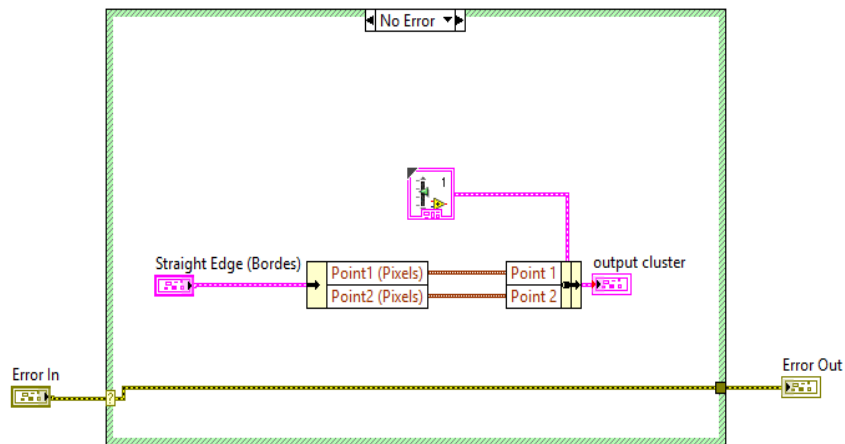 No Error
1
Straight Edge (Bordes)
Point1 (Pixels)
Point2 (Pixels)
Point 1
Point 2
output cluster
Error In
?
Error Out